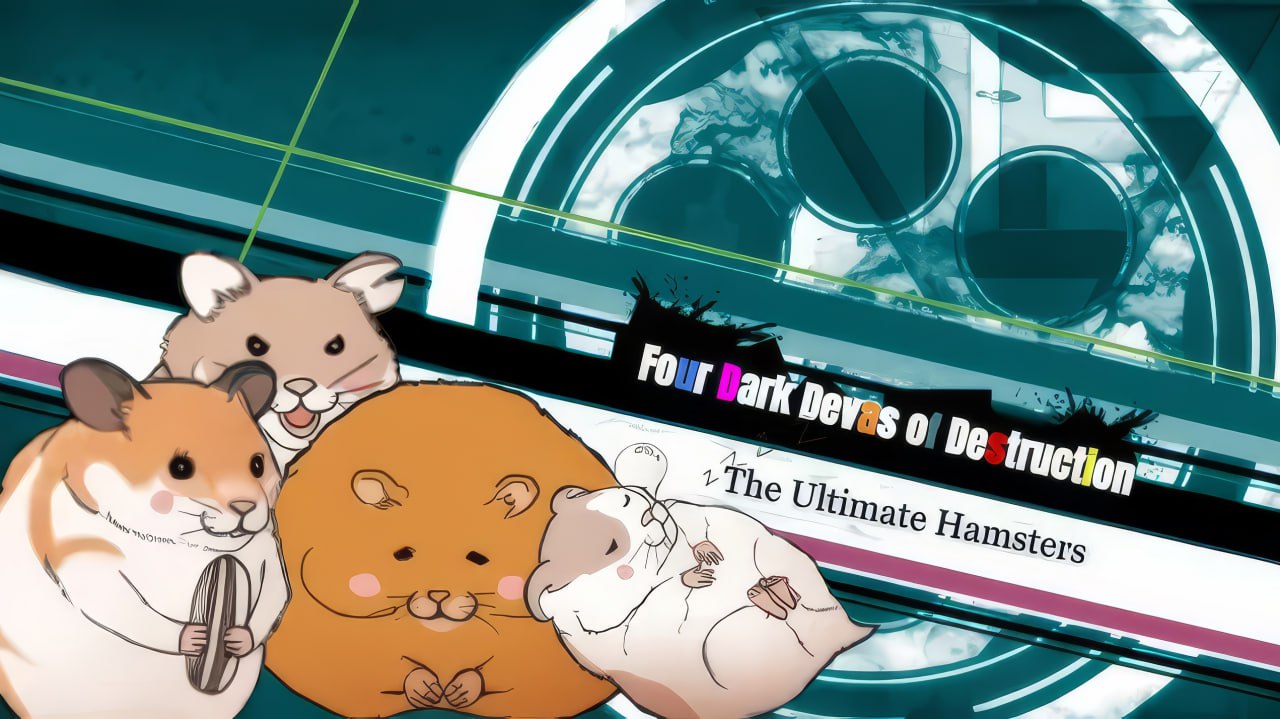 Four Dark Devas of Destruction
z z z
The Ultimate Hamsters